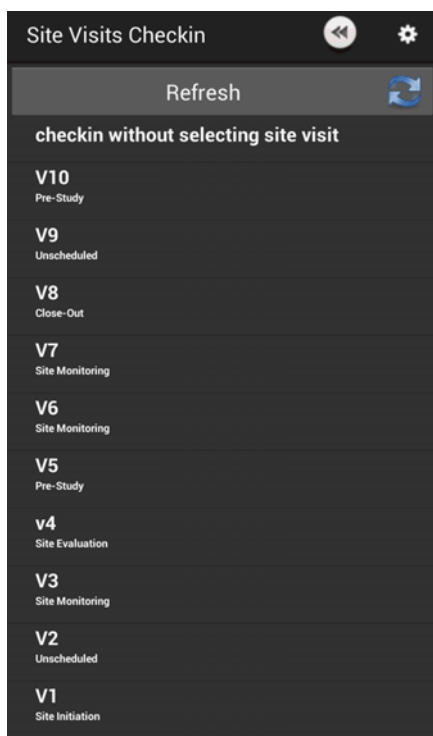 Site Visits Checkin
Refresh
checkin without selecting site visit
V10
Pre-Study
V9
Unscheduled
V8
Close-Out
V7
Site Monitoring
V6
Site Monitoring
V5
Pre-Study
v4
Site Evaluation
V3
Site Monitoring
V2
Unscheduled
V1
Site Initiation